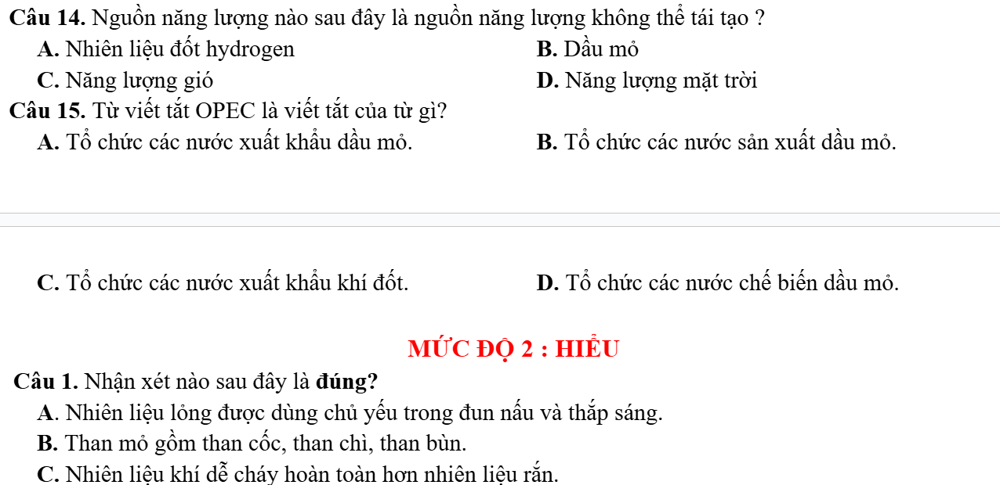 Câu 14. Nguồn năng lượng nào sau đây là nguồn năng lượng không thể tái tạo ?
A. Nhiên liệu đốt hydrogen B. Dầu mỏ
C. Năng lượng gió D. Năng lượng mặt trời
Câu 15. Từ viết tắt OPEC là viết tắt của từ gì?
A. Tổ chức các nước xuất khẩu dầu mỏ. B. Tổ chức các nước sản xuất dầu mỏ.
C. Tổ chức các nước xuất khẩu khí đốt. D. Tổ chức các nước chế biến dầu mỏ.
MỨC ĐỘ 2 : HIỂU
Câu 1. Nhận xét nào sau đây là đúng?
A. Nhiên liệu lỏng được dùng chủ yếu trong đun nấu và thắp sáng.
B. Than mỏ gồm than cốc, than chì, than bùn.
C. Nhiên liệu khí dễ cháy hoàn toàn hơn nhiên liệu rắn.